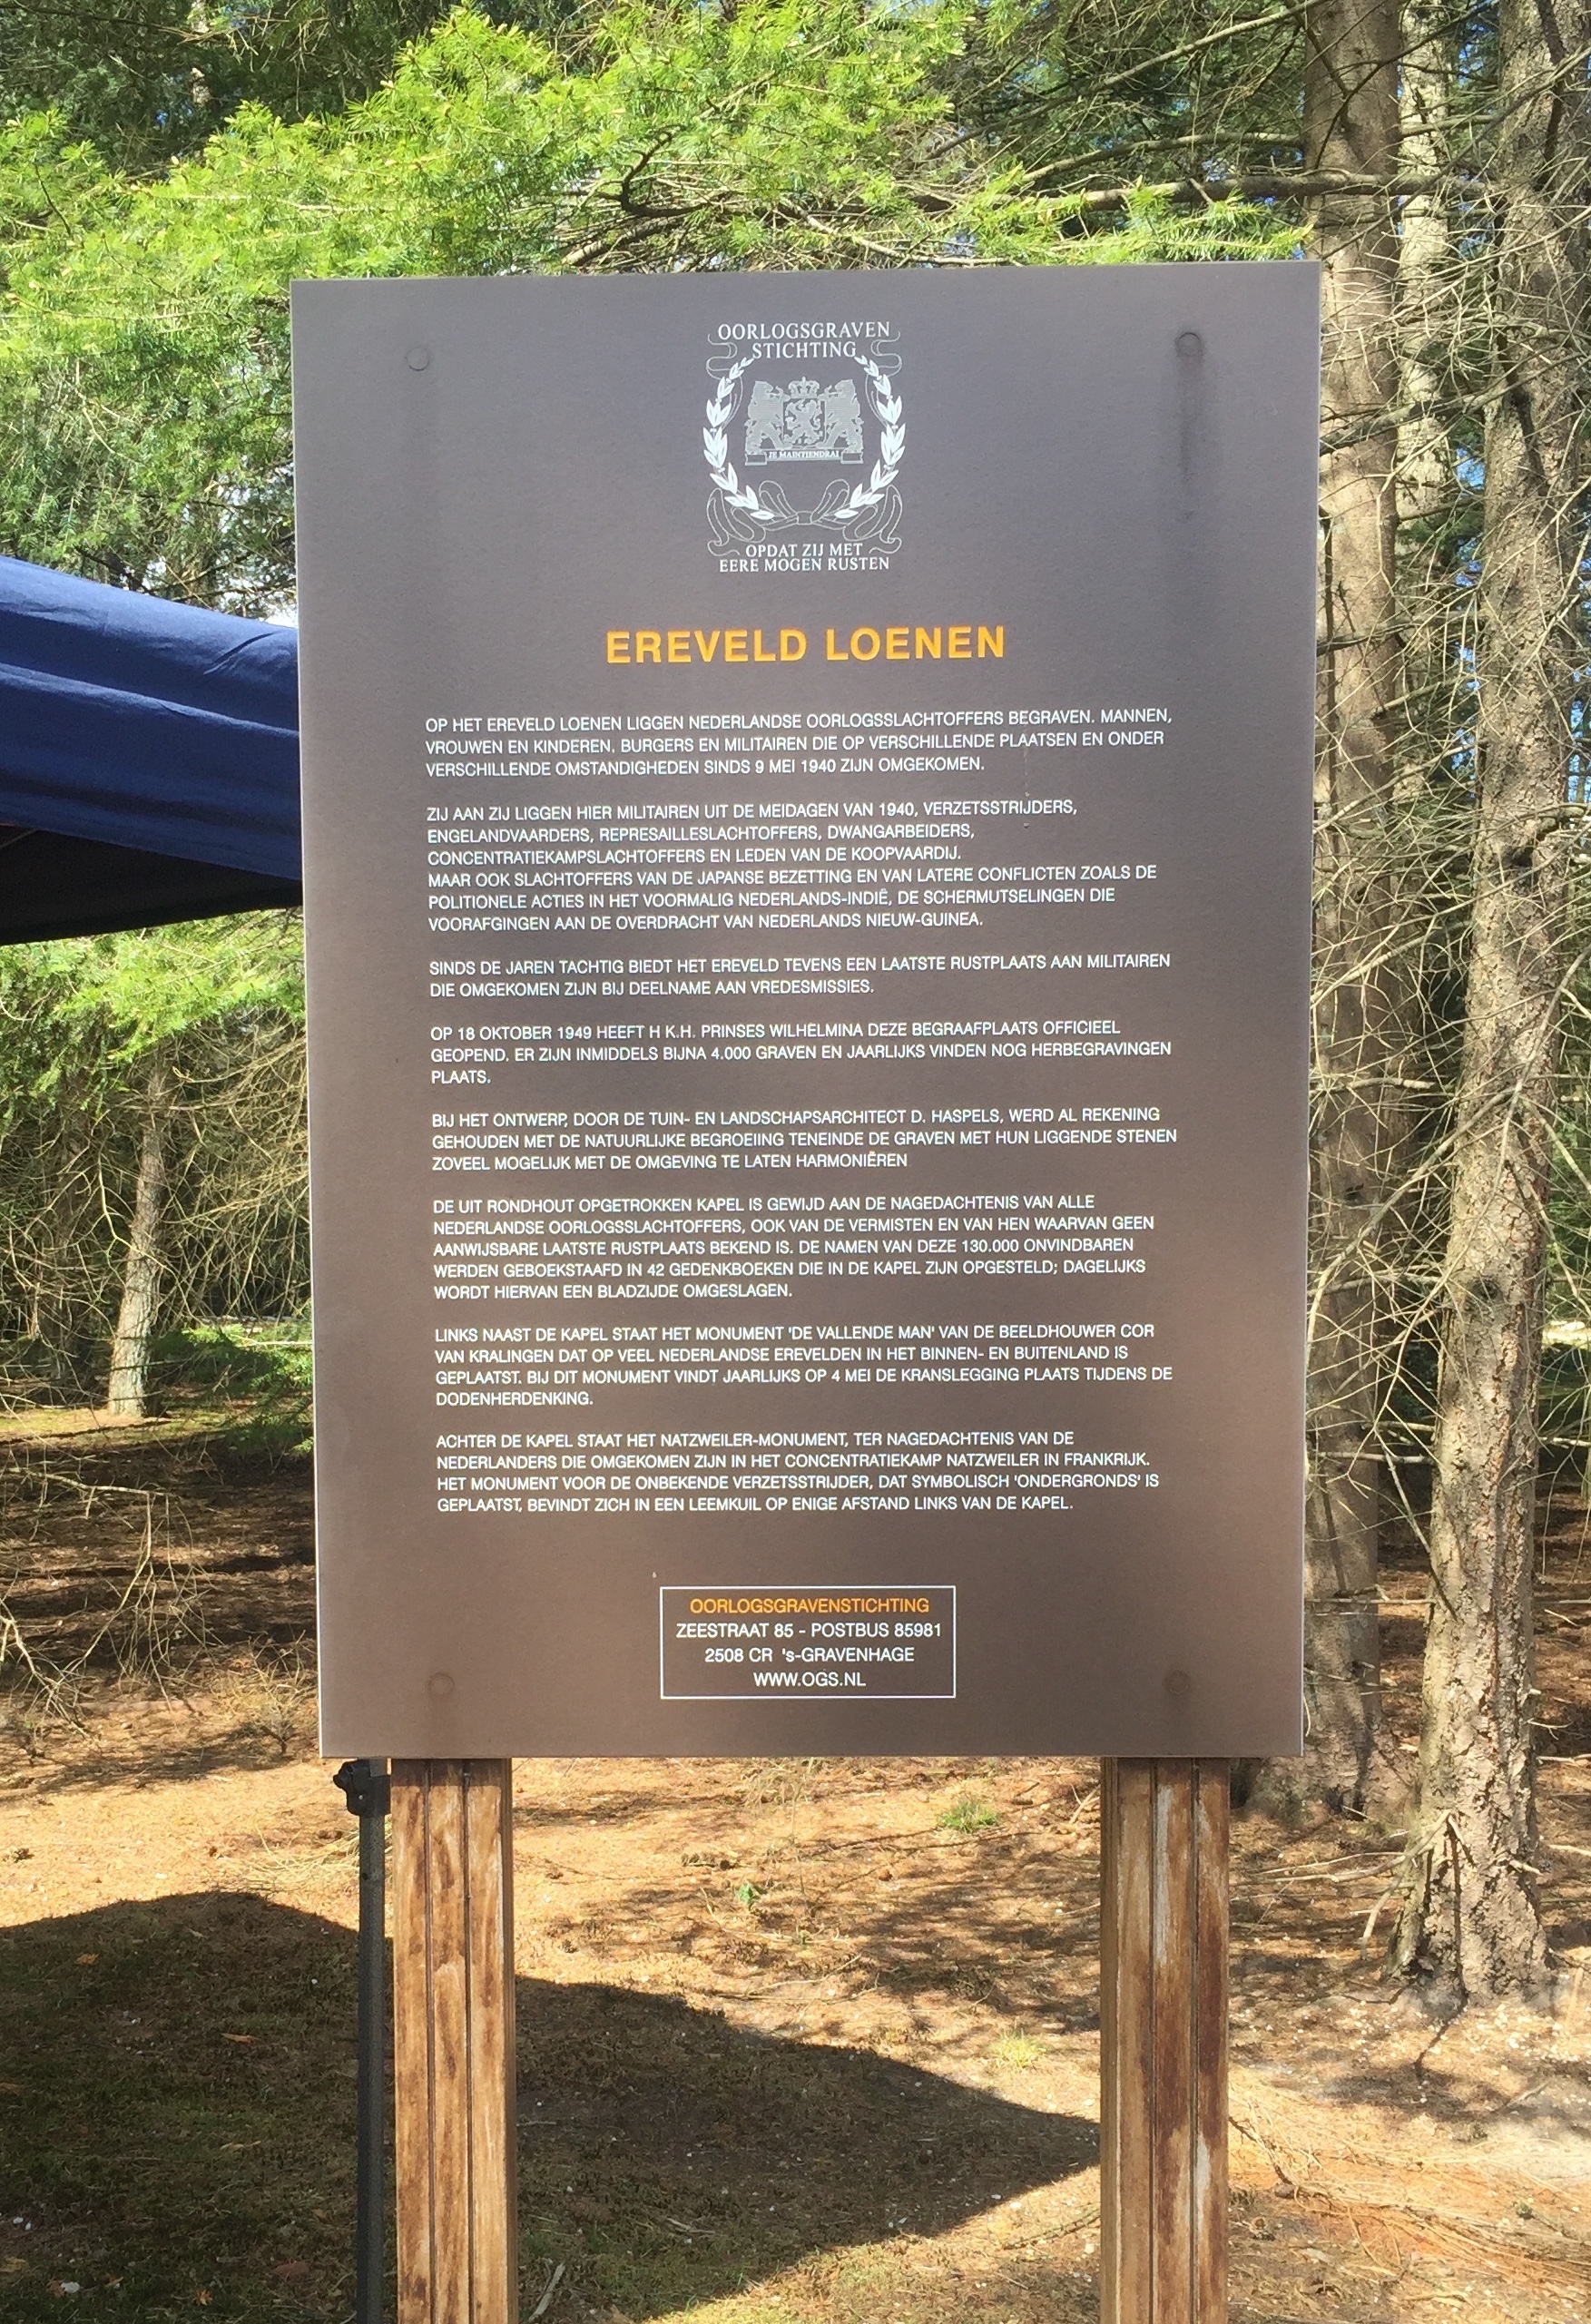 OORLOGSGRAVEN
STICHTING
JE MAINTIENDRAI
OPDAT ZIJ MET
EERE MOGEN RUSTEN
EREVELD LOENEN
OP HET EREVELD LOENEN LIGGEN NEDERLANDSE OORLOGSSLACHTOFFERS BEGRAVEN. MANNEN,
VROUWEN EN KINDEREN, BURGERS EN MILITAIREN DIE OP VERSCHILLENDE PLAATSEN EN ONDER
VERSCHILLENDE OMSTANDIGHEDEN SINDS 9 MEI 1940 ZIJN OMGEKOMEN.
ZIJ AAN ZIJ LIGGEN HIER MILITAIREN UIT DE MEIDAGEN VAN 1940, VERZETSSTRIJDERS,
ENGELANDVAARDERS, REPRESAILLESLACHTOFFERS, DWANGARBEIDERS,
CONCENTRATIEKAMPSLACHTOFFERS EN LEDEN VAN DE KOOPVAARDIJ.
MAAR OOK SLACHTOFFERS VAN DE JAPANSE BEZETTING EN VAN LATERE CONFLICTEN ZOALS DE
POLITIONELE ACTIES IN HET VOORMALIG NEDERLANDS-INDIË, DE SCHERMUTSELINGEN DIE
VOORAFGINGEN AAN DE OVERDRACHT VAN NEDERLANDS NIEUW-GUINEA.
SINDS DE JAREN TACHTIG BIEDT HET EREVELD TEVENS EEN LAATSTE RUSTPLAATS AAN MILITAIREN
DIE OMGEKOMEN ZIJN BIJ DEELNAME AAN VREDESMISSIES.
OP 18 OKTOBER 1949 HEEFT H K.H. PRINSES WILHELMINA DEZE BEGRAAFPLAATS OFFICIEEL
GEOPEND. ER ZIJN INMIDDELS BIJNA 4.000 GRAVEN EN JAARLIJKS VINDEN NOG HERBEGRAVINGEN
PLAATS.
BIJ HET ONTWERP, DOOR DE TUIN- EN LANDSCHAPSARCHITECT D. HASPELS, WERD AL REKENING
GEHOUDEN MET DE NATUURLIJKE BEGROEIING TENEINDE DE GRAVEN MET HUN LIGGENDE STENEN
ZOVEEL MOGELIJK MET DE OMGEVING TE LATEN HARMONIËREN
DE UIT RONDHOUT OPGETROKKEN KAPEL IS GEWIJD AAN DE NAGEDACHTENIS VAN ALLE
NEDERLANDSE OORLOGSSLACHTOFFERS, OOK VAN DE VERMISTEN EN VAN HEN WAARVAN GEEN
AANWIJSBARE LAATSTE RUSTPLAATS BEKEND IS. DE NAMEN VAN DEZE 130.000 ONVINDBAREN
WERDEN GEBOEKSTAAFD IN 42 GEDENKBOEKEN DIE IN DE KAPEL ZIJN OPGESTELD; DAGELIJKS
WORDT HIERVAN EEN BLADZIJDE OMGESLAGEN.
LINKS NAAST DE KAPEL STAAT HET MONUMENT 'DE VALLENDE MAN' VAN DE BEELDHOUWER COR
VAN KRALINGEN DAT OP VEEL NEDERLANDSE EREVELDEN IN HET BINNEN- EN BUITENLAND IS
GEPLAATST. BIJ DIT MONUMENT VINDT JAARLIJKS OP 4 MEI DE KRANSLEGGING PLAATS TIJDENS DE
DODENHERDENKING.
ACHTER DE KAPEL STAAT HET NATZWEILER-MONUMENT, TER NAGEDACHTENIS VAN DE
NEDERLANDERS DIE OMGEKOMEN ZIJN IN HET CONCENTRATIEKAMP NATZWEILER IN FRANKRIJK.
HET MONUMENT VOOR DE ONBEKENDE VERZETSSTRIJDER, DAT SYMBOLISCH 'ONDERGRONDS' IS
GEPLAATST, BEVINDT ZICH IN EEN LEEMKUIL OP ENIGE AFSTAND LINKS VAN DE KAPEL.
OORLOGSGRAVENSTICHTING
ZEESTRAAT 85 - POSTBUS 85981
2508 CR 's-GRAVENHAGE
WWW.OGS.NL